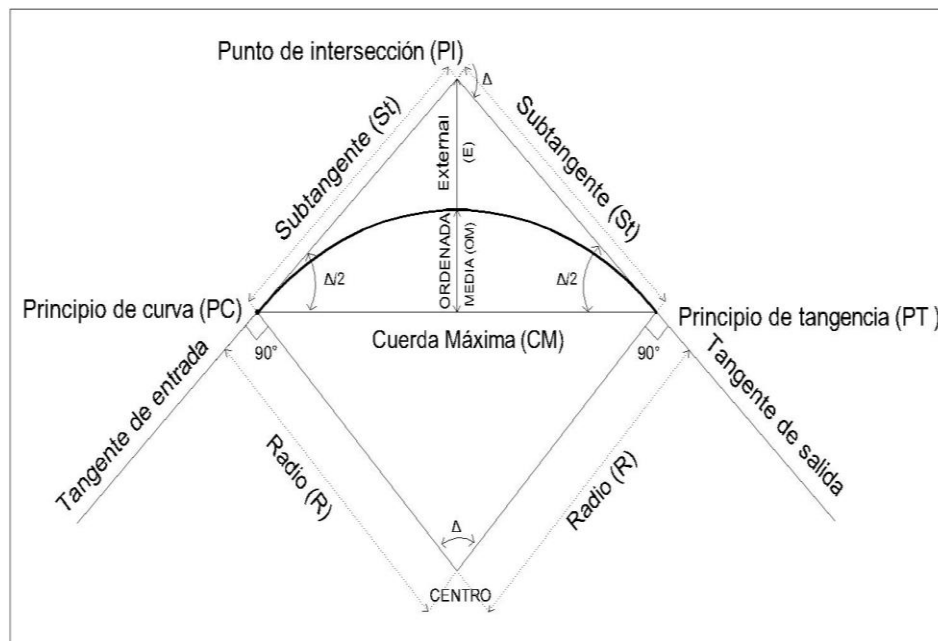 Punto de intersección (PI)
Δ
Subtangente (St)
External
(E)
Subtangente (St)
ORDENADA
MEDIA (OM)
Δ/2
Δ/2
Principio de curva (PC)
Principio de tangencia (PT)
Cuerda Máxima (CM)
90°
90°
Tangente de entrada
Tangente de salida
Radio (R)
Radio (R)
Δ
CENTRO